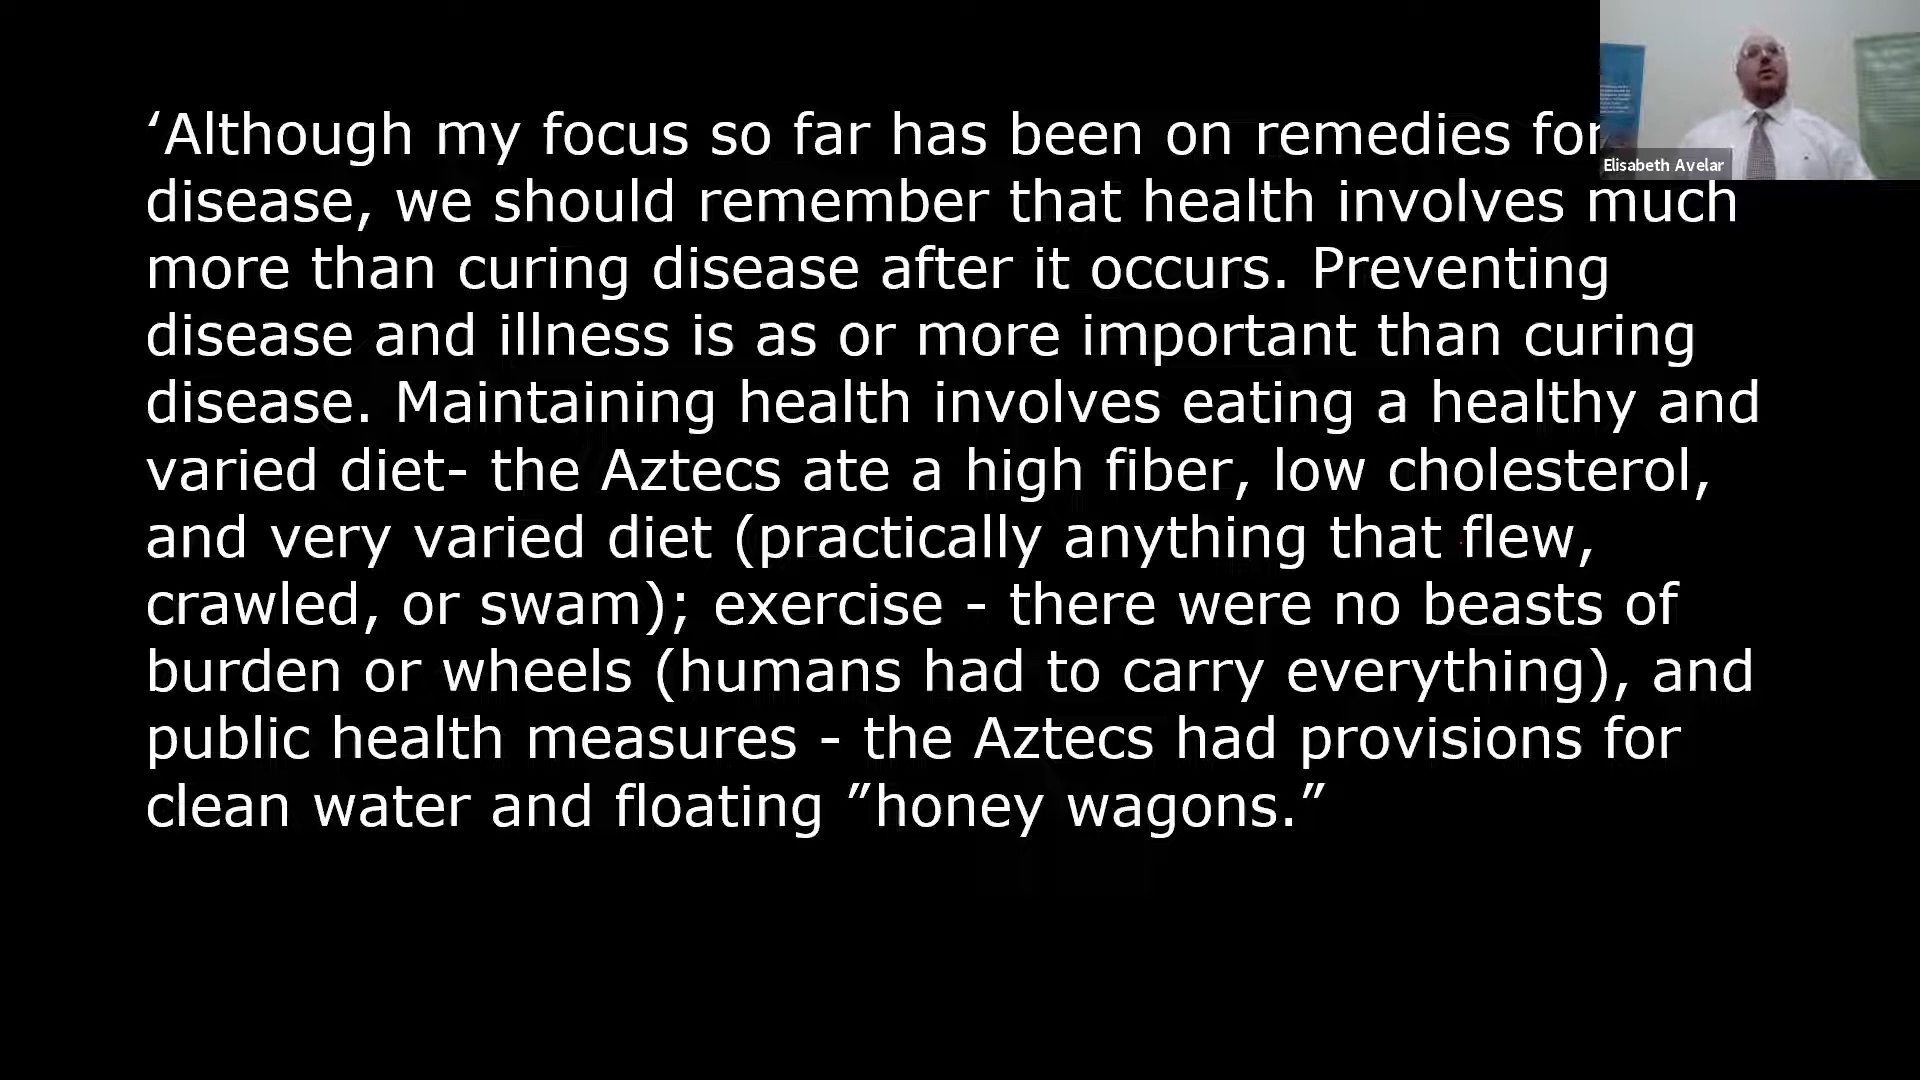 ‘Although my focus so far has been on remedies for
disease, we should remember that health involves much
more than curing disease after it occurs. Preventing
disease and illness is as or more important than curing
disease. Maintaining health involves eating a healthy and
varied diet- the Aztecs ate a high fiber, low cholesterol,
and very varied diet (practically anything that flew,
crawled, or swam); exercise - there were no beasts of
burden or wheels (humans had to carry everything), and
public health measures - the Aztecs had provisions for
clean water and floating ”honey wagons.”
Elisabeth Avelar